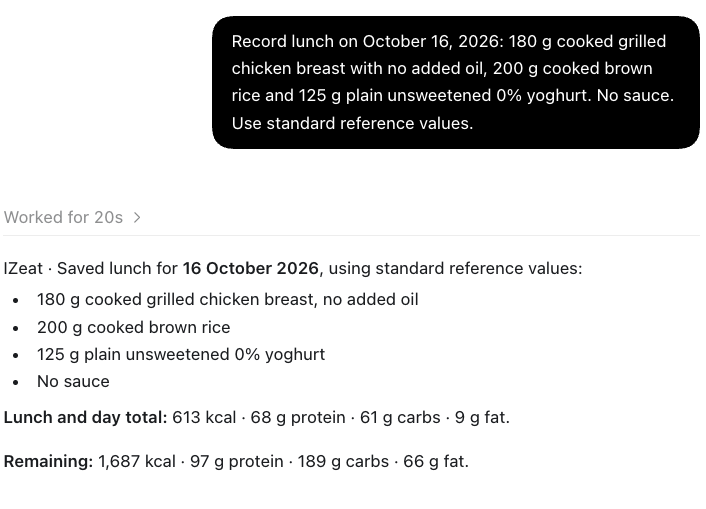 Record lunch on October 16, 2026: 180 g cooked grilled
chicken breast with no added oil, 200 g cooked brown
rice and 125 g plain unsweetened 0% yoghurt. No sauce.
Use standard reference values.
Worked for 20s >
IZeat · Saved lunch for 16 October 2026, using standard reference values:
• 180 g cooked grilled chicken breast, no added oil
• 200 g cooked brown rice
• 125 g plain unsweetened 0% yoghurt
• No sauce
Lunch and day total: 613 kcal · 68 g protein · 61 g carbs · 9 g fat.
Remaining: 1,687 kcal · 97 g protein · 189 g carbs · 66 g fat.